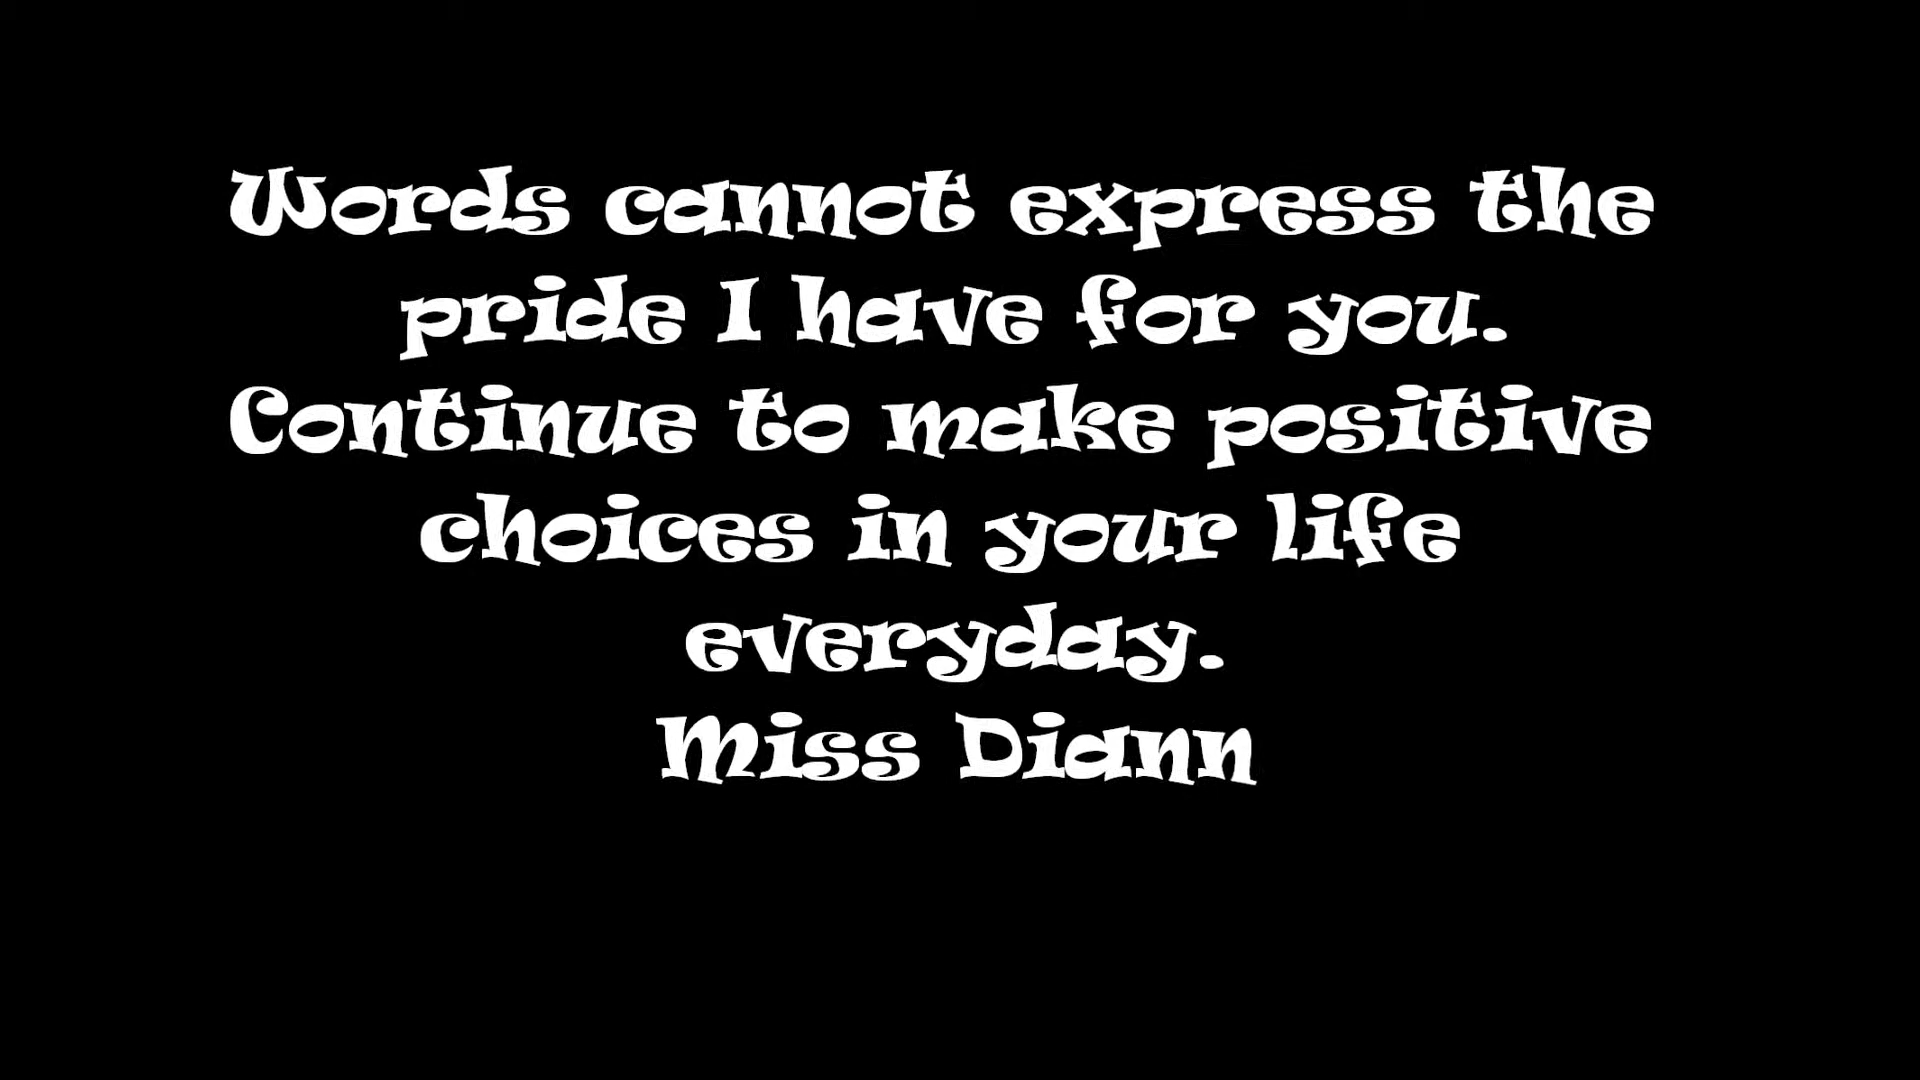 Words cannot express the
pride I have for you.
Continue to make positive
choices in your life
everyday.
Miss Diann